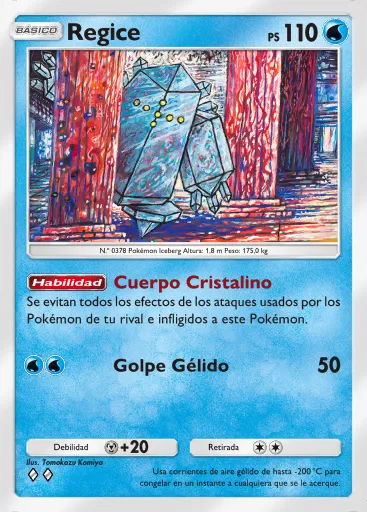 BÁSICO Regice PS 110
N.º 0378 Pokémon Iceberg Altura: 1,8 m Peso: 175,0 kg
Habilidad Cuerpo Cristalino
Se evitan todos los efectos de los ataques usados por los
Pokémon de tu rival e infligidos a este Pokémon.
Golpe Gélido 50
Debilidad +20 Retirada
Ilus. Tomokazu Komiya
Usa corrientes de aire gélido de hasta -200 °C para
congelar en un instante a cualquiera que se le acerque.